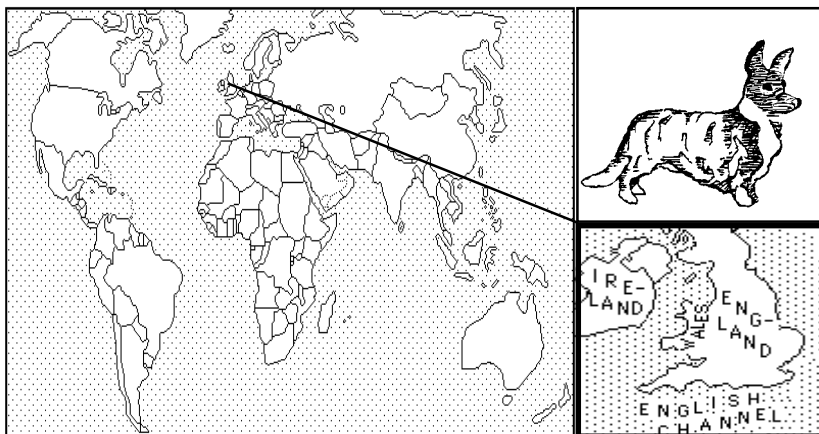 IRE-
LAND
WALES
ENG-
LAND
ENGLISH
CHANNEL